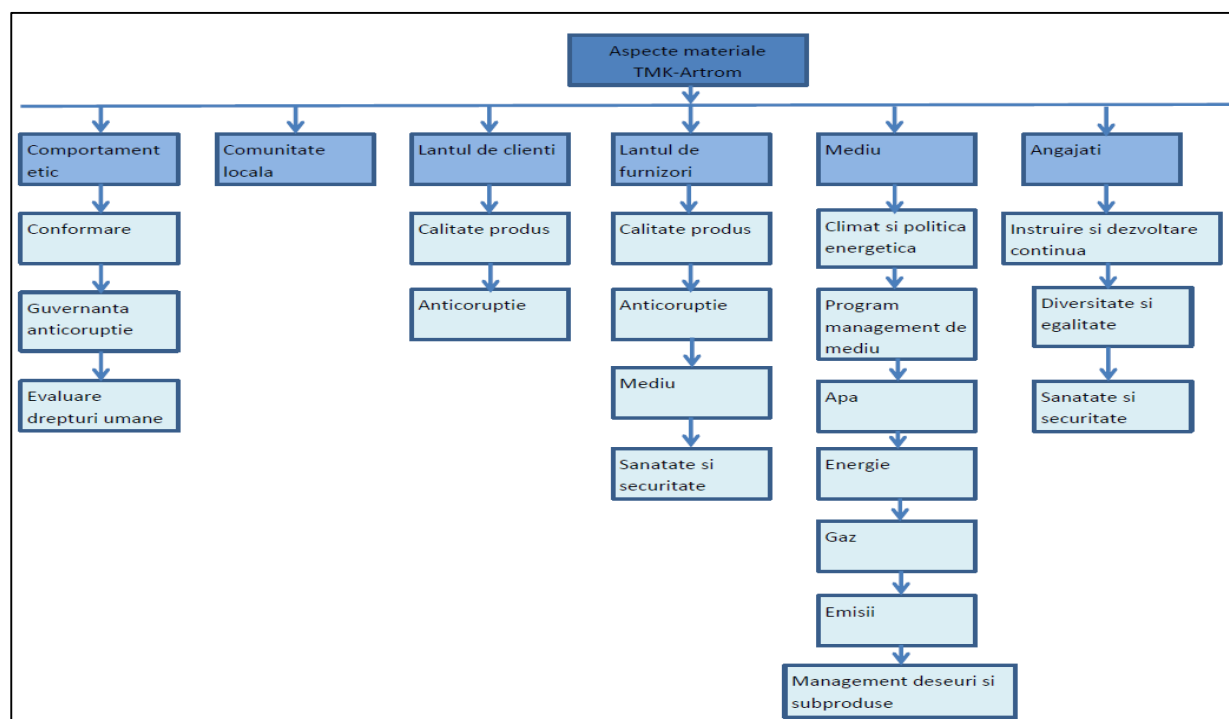 Aspecte materiale
TMK-Artrom
Comportament
etic
Comunitate
locala
Lantul de clienti
Lantul de
furnizori
Mediu
Angajati
Conformare
Calitate produs
Calitate produs
Climat si politica
energetica
Instruire si dezvoltare
continua
Guvernanta
anticoruptie
Anticoruptie
Anticoruptie
Program
management de
mediu
Diversitate si
egalitate
Evaluare
drepturi umane
Mediu
Apa
Sanatate si
securitate
Sanatate si
securitate
Energie
Gaz
Emisii
Management deseuri si
subproduse